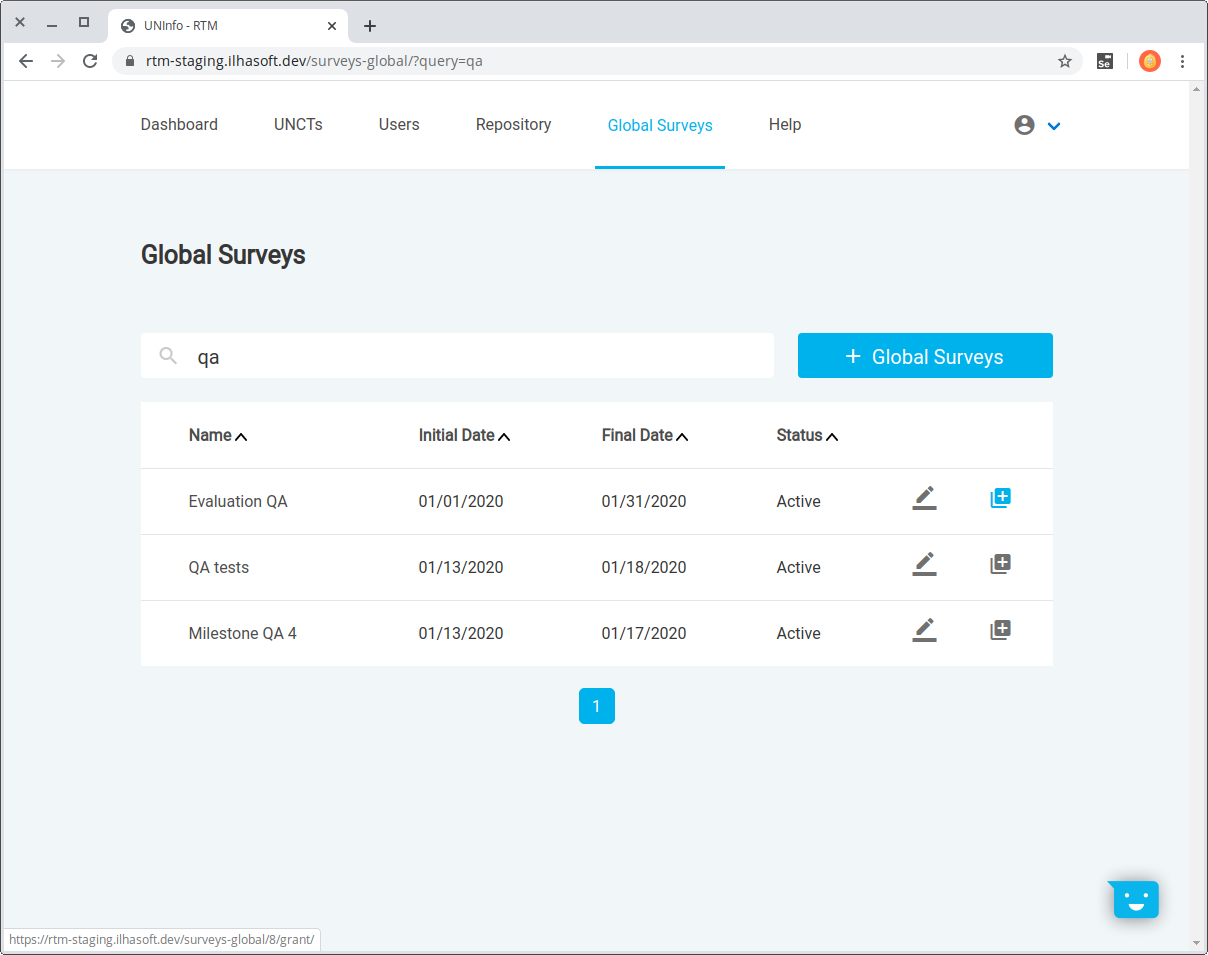 UNInfo - RTM
rtm-staging.ilhasoft.dev/surveys-global/?query=qa
Se
Dashboard UNCTs Users Repository Global Surveys Help
Global Surveys
qa
+ Global Surveys
Name Initial Date Final Date Status
Evaluation QA 01/01/2020 01/31/2020 Active
QA tests 01/13/2020 01/18/2020 Active
Milestone QA 4 01/13/2020 01/17/2020 Active
1
https://rtm-staging.ilhasoft.dev/surveys-global/8/grant/